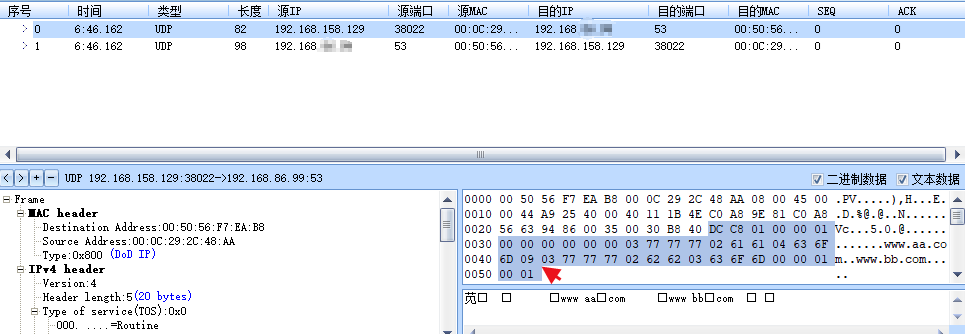 序号 时间 类型 长度 源IP 源端口 源MAC 目的IP 目的端口 目的MAC SEQ ACK
0 6:46.162 UDP 82 192.168.158.129 38022 00:0C:29... 192.168. 53 00:50:56... 0 0
1 6:46.162 UDP 98 192.168. 53 00:50:56... 192.168.158.129 38022 00:0C:29... 0 0
UDP 192.168.158.129:38022->192.168.86.99:53
二进制数据 文本数据
Frame
MAC header
Destination Address:00:50:56:F7:EA:B8
Source Address:00:0C:29:2C:48:AA
Type:0x800 (DoD IP)
IPv4 header
Version:4
Header length:5(20 bytes)
Type of service(TOS):0x0
000. ....=Routine
0000 00 50 56 F7 EA B8 00 0C 29 2C 48 AA 08 00 45 00 .PV.....),H...E.
0010 00 44 A9 25 40 00 40 11 1B 4E C0 A8 9E 81 C0 A8 .D.%@.@..N......
0020 56 63 94 86 00 35 00 30 B8 40 DC C8 01 00 00 01 Vc...5.0.@......
0030 00 00 00 00 00 00 03 77 77 77 02 61 61 04 63 6F .......www.aa.co
0040 6D 09 03 77 77 77 02 62 62 03 63 6F 6D 00 00 01 m..www.bb.com...
0050 00 01 ..
www aa com www bb com